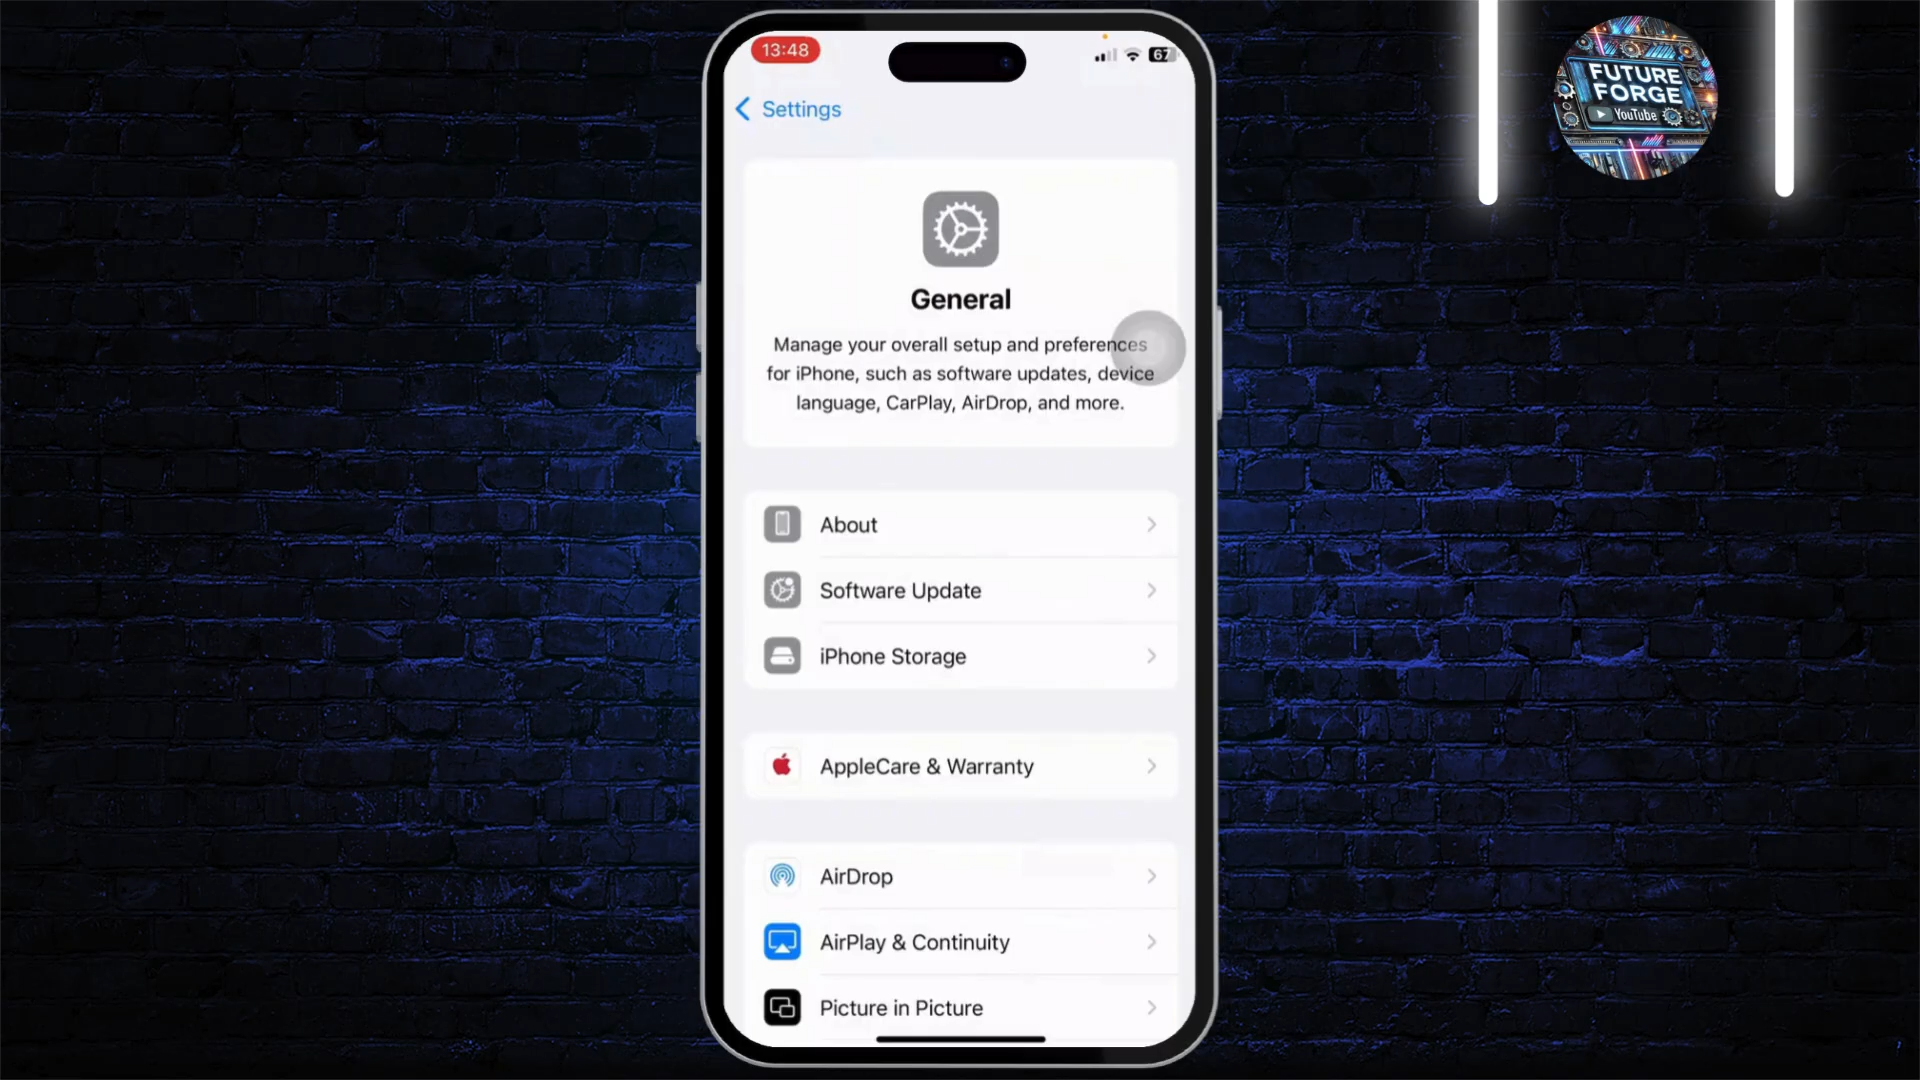 13:48
67
Settings
FUTURE
FORGE
YouTube
General
Manage your overall setup and preferences
for iPhone, such as software updates, device
language, CarPlay, AirDrop, and more.
About
Software Update
iPhone Storage
AppleCare & Warranty
AirDrop
AirPlay & Continuity
Picture in Picture